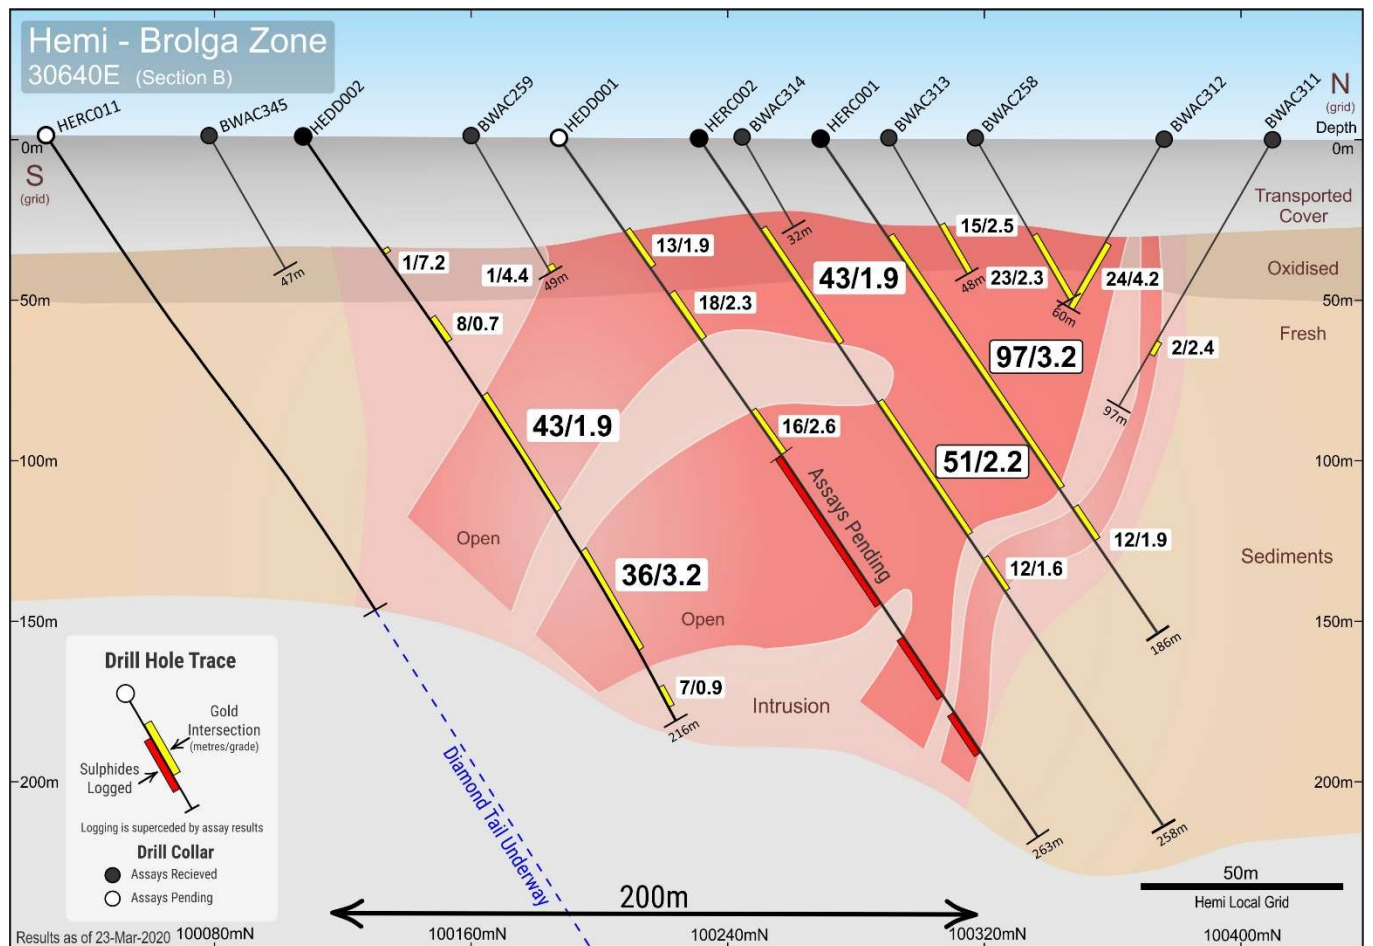 Hemi - Brolga Zone
30640E (Section B)
HERC011
BWAC345
HEDD002
BWAC259
HEDD001
HERC002
BWAC314
HERC001
BWAC313
BWAC258
BWAC312
BWAC311
N
(grid)
Depth
0m
0m
S
(grid)
Transported
Cover
Oxidised
Fresh
Sediments
50m
50m
100m
100m
150m
150m
200m
200m
47m
49m
32m
48m
60m
97m
1/7.2
1/4.4
13/1.9
15/2.5
8/0.7
18/2.3
43/1.9
23/2.3
24/4.2
2/2.4
97/3.2
43/1.9
16/2.6
51/2.2
Assays Pending
Open
36/3.2
12/1.6
12/1.9
Open
7/0.9
Intrusion
216m
186m
263m
258m
Diamond Tail Underway
Drill Hole Trace
Gold
Intersection
(metres/grade)
Sulphides
Logged
Logging is superceded by assay results
Drill Collar
Assays Recieved
Assays Pending
200m
50m
Hemi Local Grid
Results as of 23-Mar-2020
100080mN
100160mN
100240mN
100320mN
100400mN